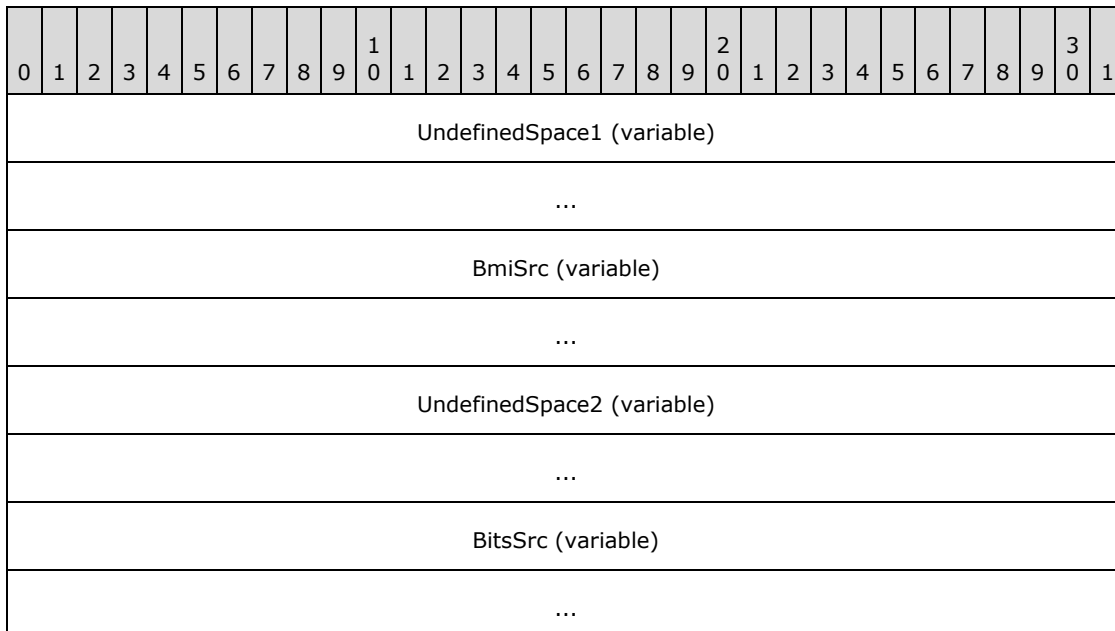 1 2 3
0 1 2 3 4 5 6 7 8 9 0 1 2 3 4 5 6 7 8 9 0 1 2 3 4 5 6 7 8 9 0 1
UndefinedSpace1 (variable)
...
BmiSrc (variable)
...
UndefinedSpace2 (variable)
...
BitsSrc (variable)
...